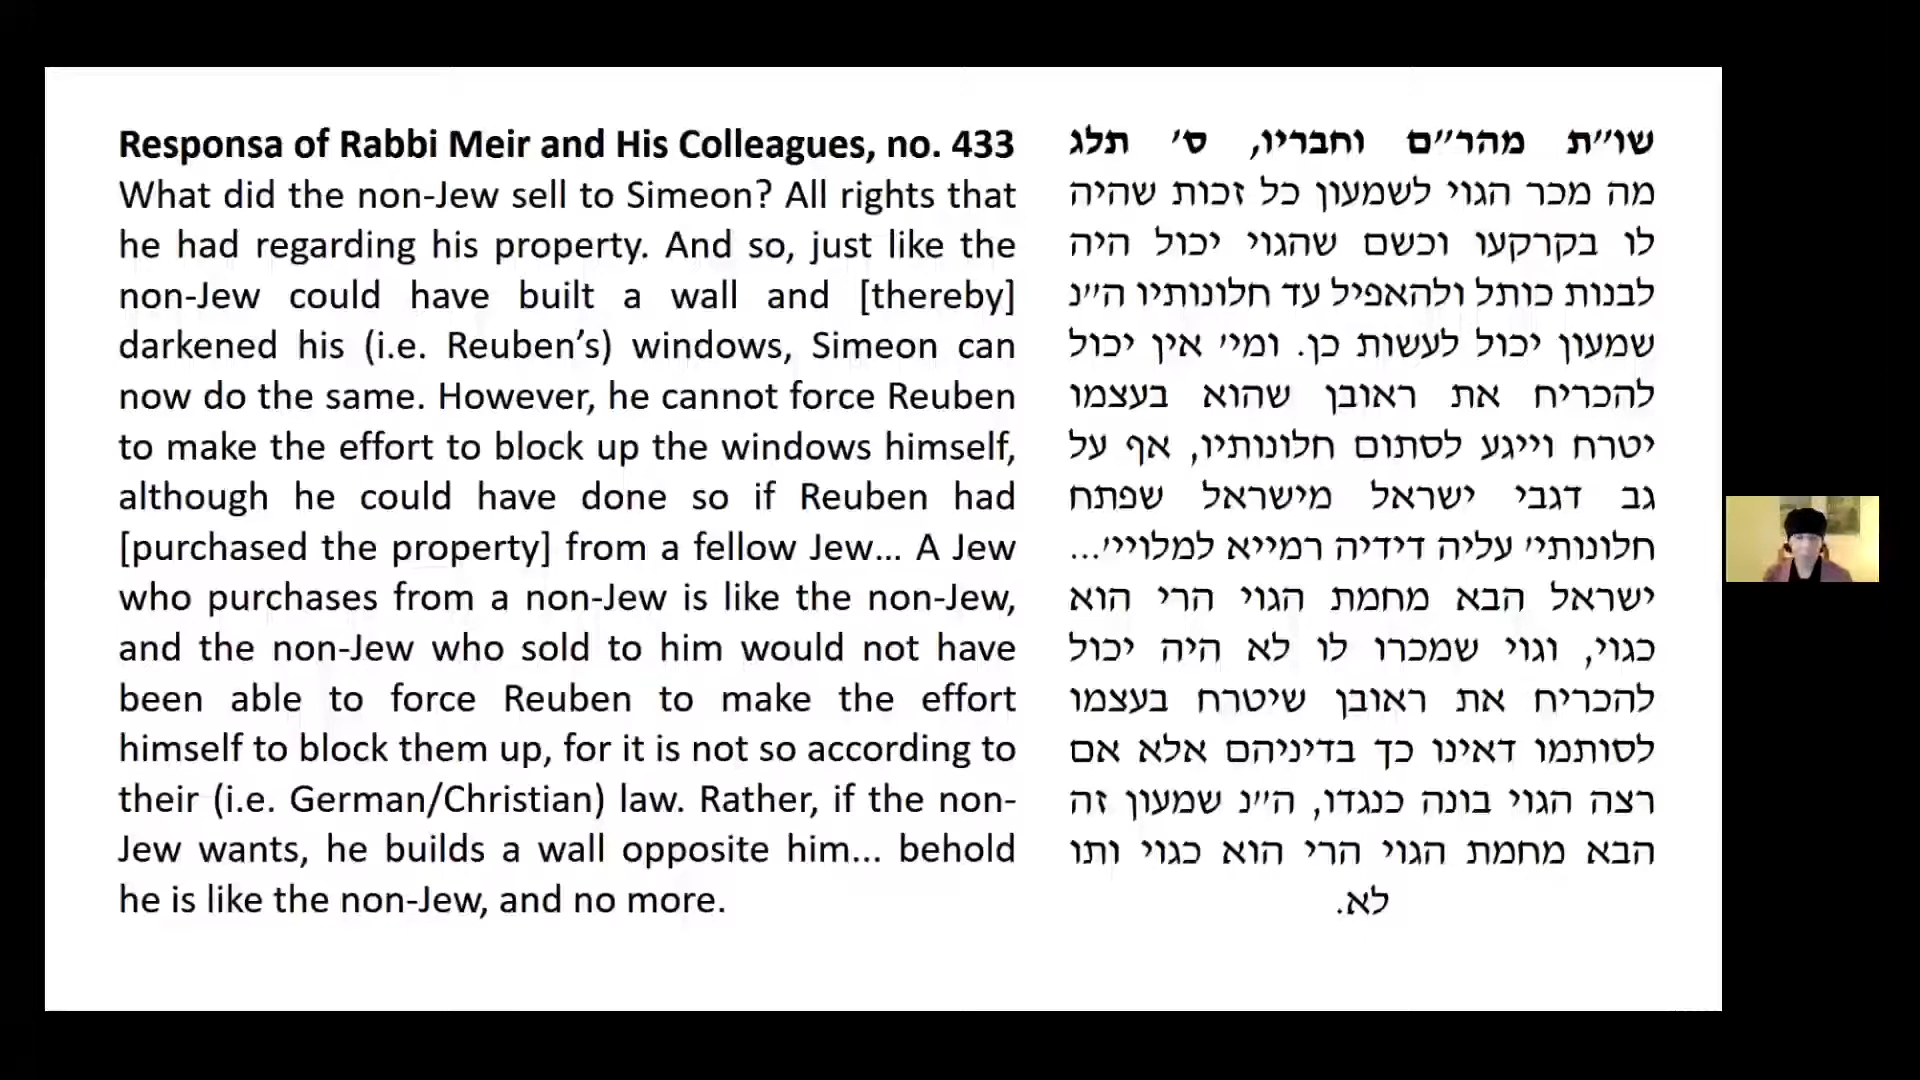 Responsa of Rabbi Meir and His Colleagues, no. 433
What did the non-Jew sell to Simeon? All rights that
he had regarding his property. And so, just like the
non-Jew could have built a wall and [thereby]
darkened his (i.e. Reuben’s) windows, Simeon can
now do the same. However, he cannot force Reuben
to make the effort to block up the windows himself,
although he could have done so if Reuben had
[purchased the property] from a fellow Jew... A Jew
who purchases from a non-Jew is like the non-Jew,
and the non-Jew who sold to him would not have
been able to force Reuben to make the effort
himself to block them up, for it is not so according to
their (i.e. German/Christian) law. Rather, if the non-
Jew wants, he builds a wall opposite him... behold
he is like the non-Jew, and no more.
שו״ת מהר״ם וחבריו, ס׳ תלג
מה מכר הגוי לשמעון כל זכות שהיה
לו בקרקעו וכשם שהגוי יכול היה
לבנות כותל ולהאפיל עד חלונותיו ה״נ
שמעון יכול לעשות כן. ומי׳ אין יכול
להכריח את ראובן שהוא בעצמו
יטרח וייגע לסתום חלונותיו, אף על
גב דגבי ישראל מישראל שפתח
חלונותי׳ עליה דידיה רמייא למלויי׳...
ישראל הבא מחמת הגוי הרי הוא
כגוי, וגוי שמכרו לו לא היה יכול
להכריח את ראובן שיטרח בעצמו
לסותמו דאינו כך בדיניהם אלא אם
רצה הגוי בונה כנגדו, ה״נ שמעון זה
הבא מחמת הגוי הרי הוא כגוי ותו
לא.